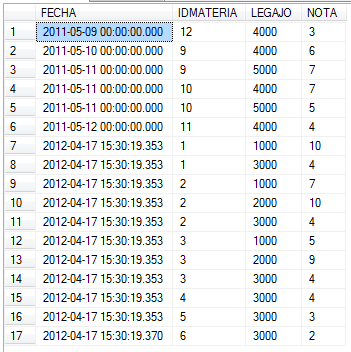 FECHA IDMATERIA LEGAJO NOTA
1 2011-05-09 00:00:00.000 12 4000 3
2 2011-05-10 00:00:00.000 9 4000 6
3 2011-05-11 00:00:00.000 9 5000 7
4 2011-05-11 00:00:00.000 10 4000 7
5 2011-05-11 00:00:00.000 10 5000 5
6 2011-05-12 00:00:00.000 11 4000 4
7 2012-04-17 15:30:19.353 1 1000 10
8 2012-04-17 15:30:19.353 1 3000 4
9 2012-04-17 15:30:19.353 2 1000 7
10 2012-04-17 15:30:19.353 2 2000 10
11 2012-04-17 15:30:19.353 2 3000 4
12 2012-04-17 15:30:19.353 3 1000 5
13 2012-04-17 15:30:19.353 3 2000 9
14 2012-04-17 15:30:19.353 3 3000 4
15 2012-04-17 15:30:19.353 4 3000 4
16 2012-04-17 15:30:19.353 5 3000 3
17 2012-04-17 15:30:19.370 6 3000 2